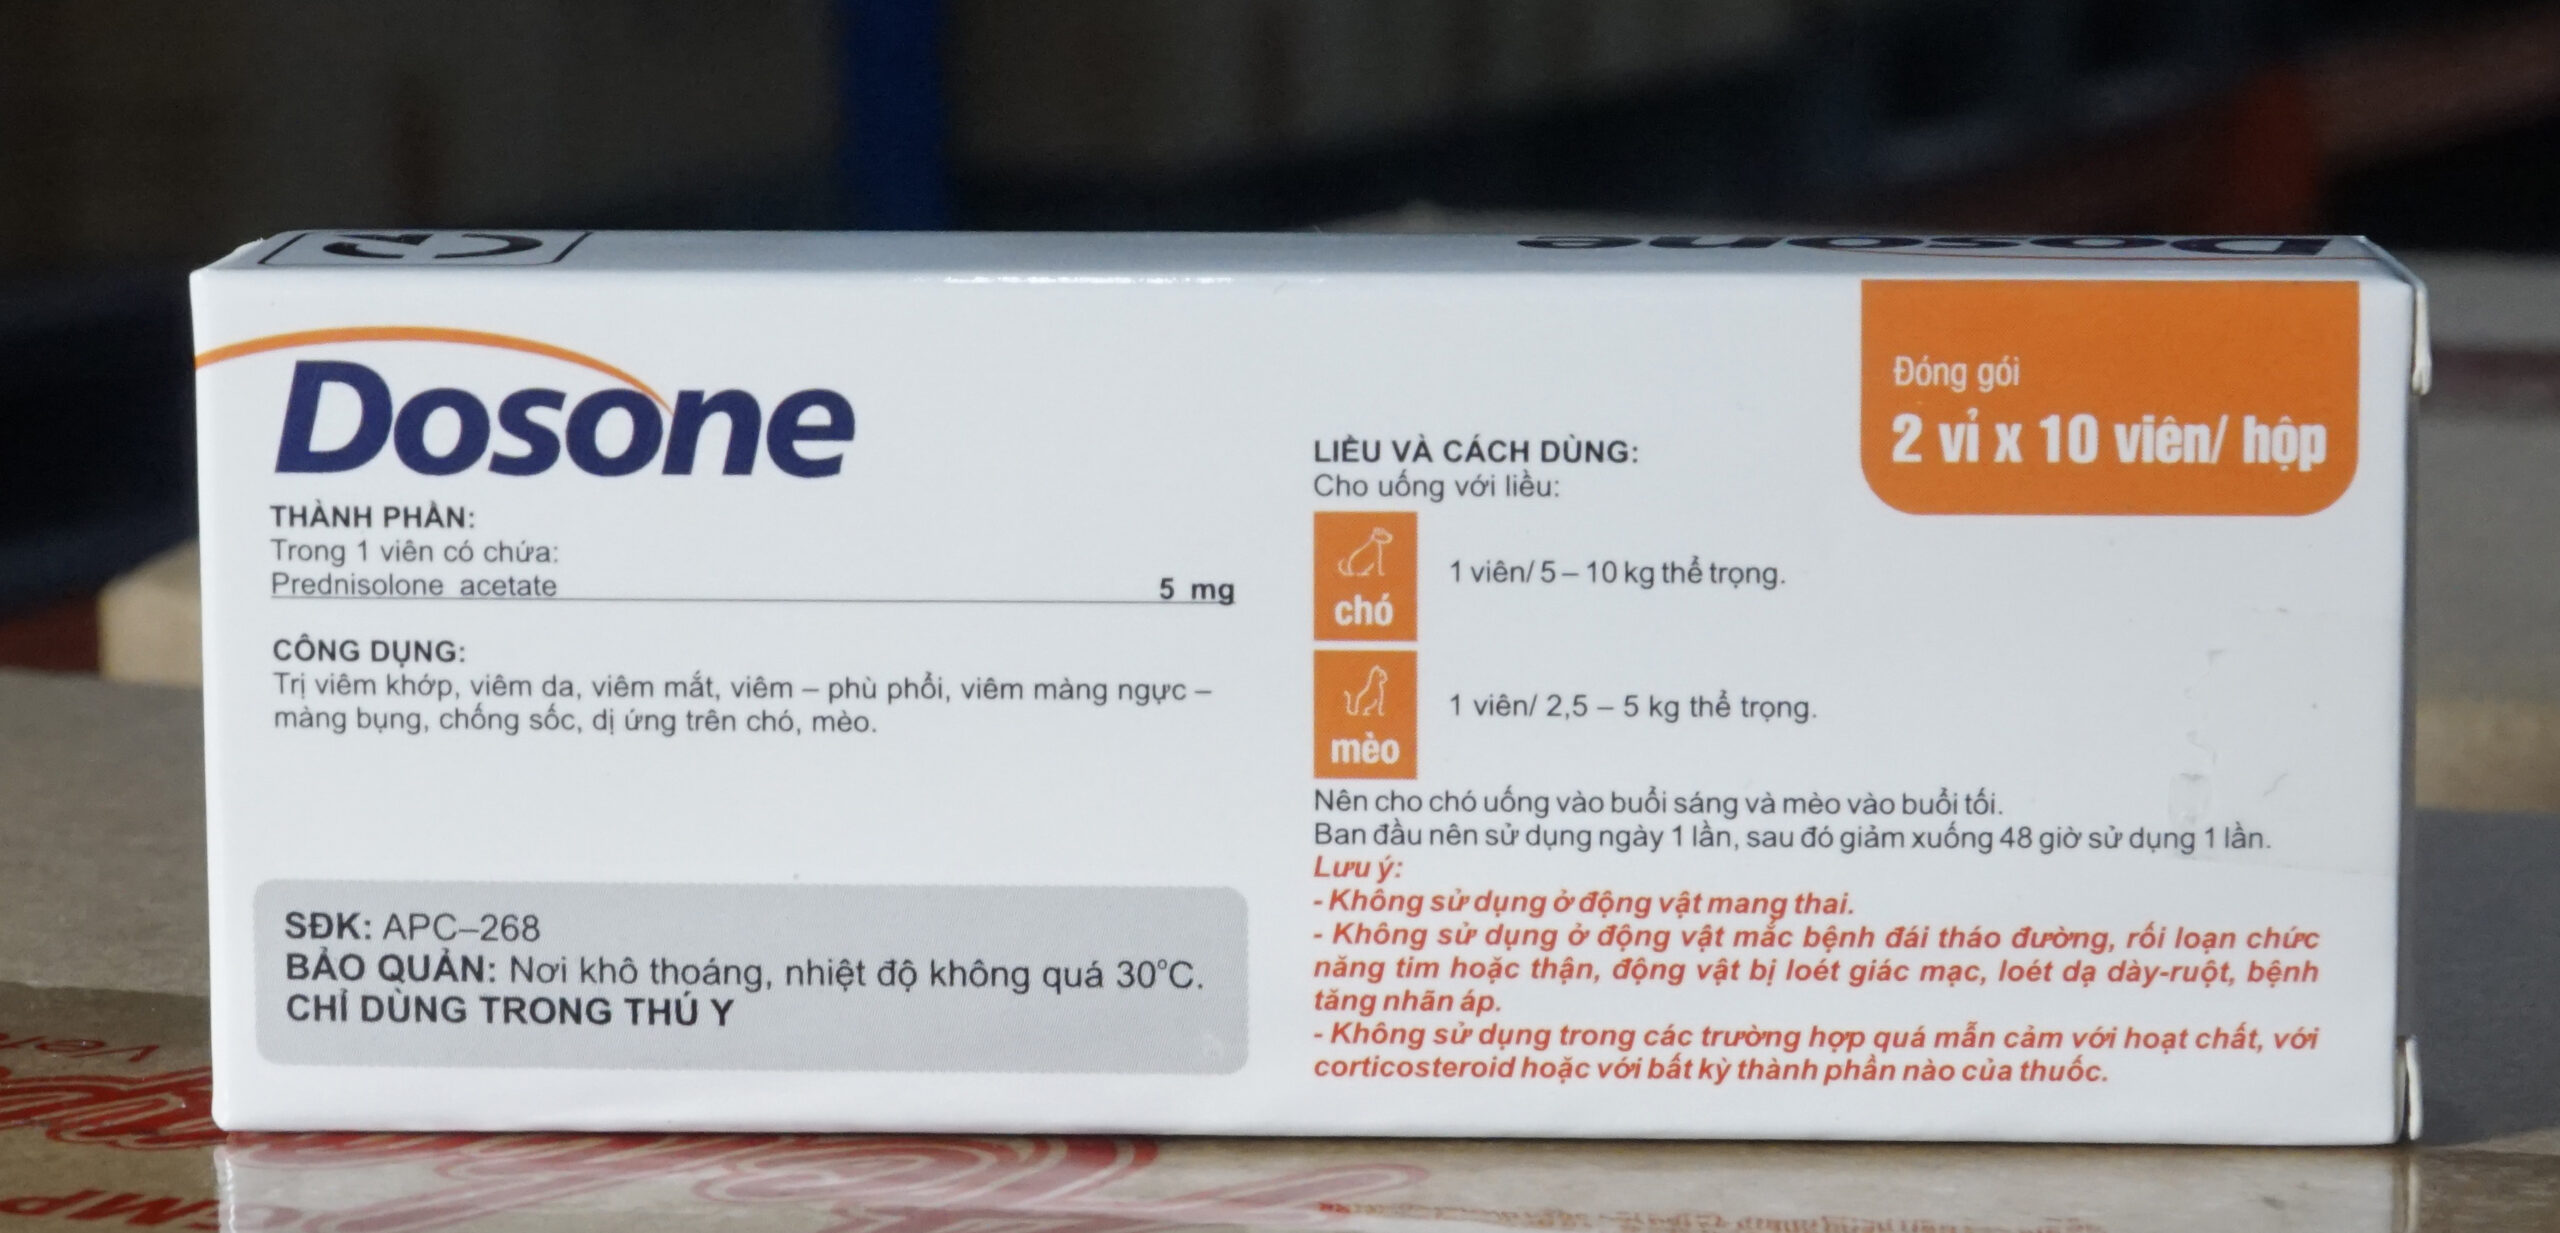 Dosone
Dosone
THÀNH PHẦN:
Trong 1 viên có chứa:
Prednisolone acetate 5 mg
CÔNG DỤNG:
Trị viêm khớp, viêm da, viêm mắt, viêm – phù phổi, viêm màng ngực –
màng bụng, chống sốc, dị ứng trên chó, mèo.
SĐK: APC–268
BẢO QUẢN: Nơi khô thoáng, nhiệt độ không quá 30°C.
CHỈ DÙNG TRONG THÚ Y
Đóng gói
2 vỉ x 10 viên/ hộp
LIỀU VÀ CÁCH DÙNG:
Cho uống với liều:
chó
1 viên/ 5 – 10 kg thể trọng.
mèo
1 viên/ 2,5 – 5 kg thể trọng.
Nên cho chó uống vào buổi sáng và mèo vào buổi tối.
Ban đầu nên sử dụng ngày 1 lần, sau đó giảm xuống 48 giờ sử dụng 1 lần.
Lưu ý:
- Không sử dụng ở động vật mang thai.
- Không sử dụng ở động vật mắc bệnh đái tháo đường, rối loạn chức
năng tim hoặc thận, động vật bị loét giác mạc, loét dạ dày-ruột, bệnh
tăng nhãn áp.
- Không sử dụng trong các trường hợp quá mẫn cảm với hoạt chất, với
corticosteroid hoặc với bất kỳ thành phần nào của thuốc.